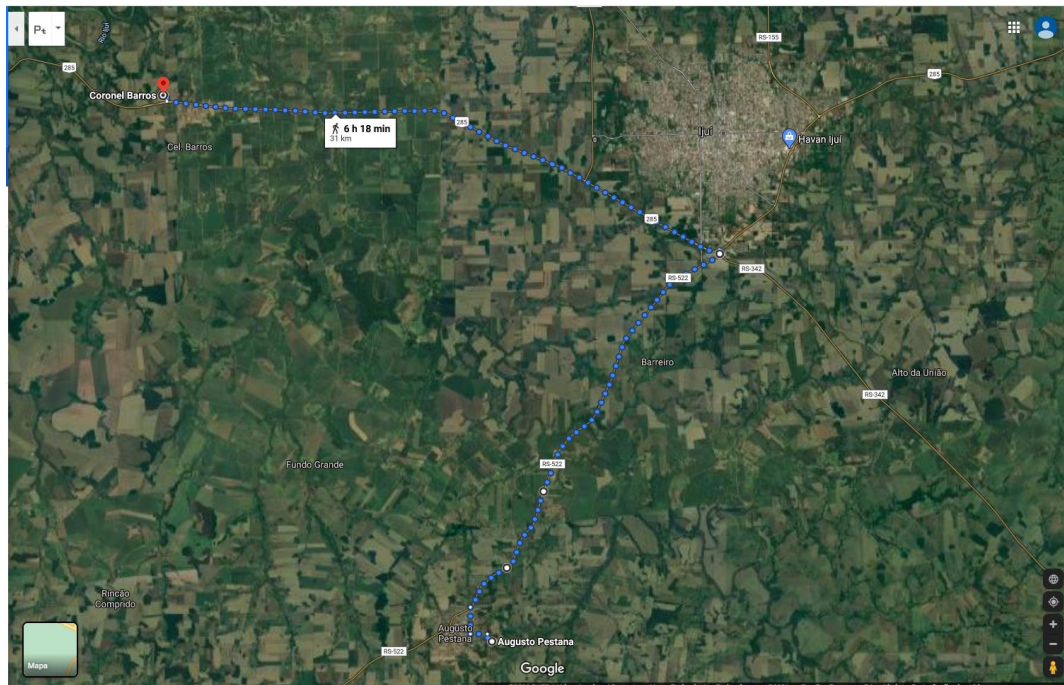 Pt
Rio Ijuí
RS-155
285
285
Coronel Barros
6 h 18 min
31 km
285
Ijuí
Havan Ijuí
Cel. Barros
285
RS-342
RS-522
Barreiro
Alto da União
RS-342
Fundo Grande
RS-522
Rincão
Comprido
Augusto
Pestana
Augusto Pestana
RS-522
Mapa
Google